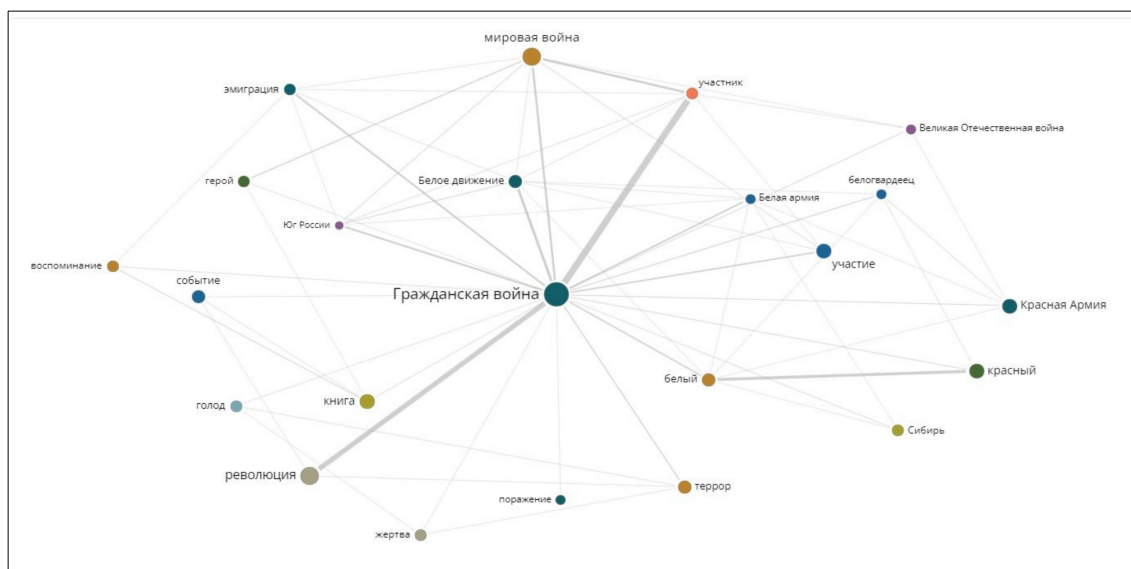 мировая война
участник
эмиграция
Великая Отечественная война
герой
Белое движение
белогвардеец
Белая армия
Юг России
воспоминание
участие
событие
Гражданская война
Красная Армия
красный
белый
голод
книга
Сибирь
революция
террор
поражение
жертва